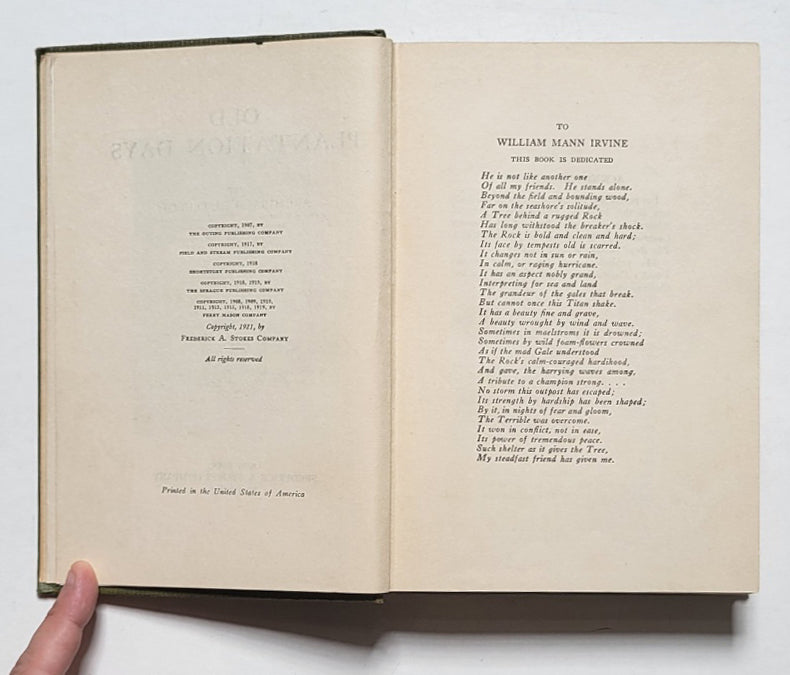 COPYRIGHT, 1907, BY
THE OUTING PUBLISHING COMPANY
COPYRIGHT, 1917, BY
FIELD AND STREAM PUBLISHING COMPANY
COPYRIGHT, 1918
SHORTSTORY PUBLISHING COMPANY
COPYRIGHT, 1918, 1919, BY
THE SPRAGUE PUBLISHING COMPANY
COPYRIGHT, 1908, 1909, 1910,
1911, 1912, 1913, 1918, 1919, BY
PERRY MASON COMPANY
Copyright, 1921, by
FREDERICK A. STOKES COMPANY
All rights reserved
Printed in the United States of America
TO
WILLIAM MANN IRVINE
THIS BOOK IS DEDICATED
He is not like another one
Of all my friends. He stands alone.
Beyond the field and bounding wood,
Far on the seashore's solitude,
A Tree behind a rugged Rock
Has long withstood the breaker's shock.
The Rock is bold and clean and hard;
Its face by tempests old is scarred.
It changes not in sun or rain,
In calm, or raging hurricane.
It has an aspect nobly grand,
Interpreting for sea and land
The grandeur of the gales that break.
But cannot once this Titan shake.
It has a beauty fine and grave,
A beauty wrought by wind and wave.
Sometimes in maelstroms it is drowned;
Sometimes by wild foam-flowers crowned
As if the mad Gale understood
The Rock's calm-couraged hardihood,
And gave, the harrying waves among,
A tribute to a champion strong. . . .
No storm this outpost has escaped;
Its strength by hardship has been shaped;
By it, in nights of fear and gloom,
The Terrible was overcome.
It won in conflict, not in ease,
Its power of tremendous peace.
Such shelter as it gives the Tree,
My steadfast friend has given me.